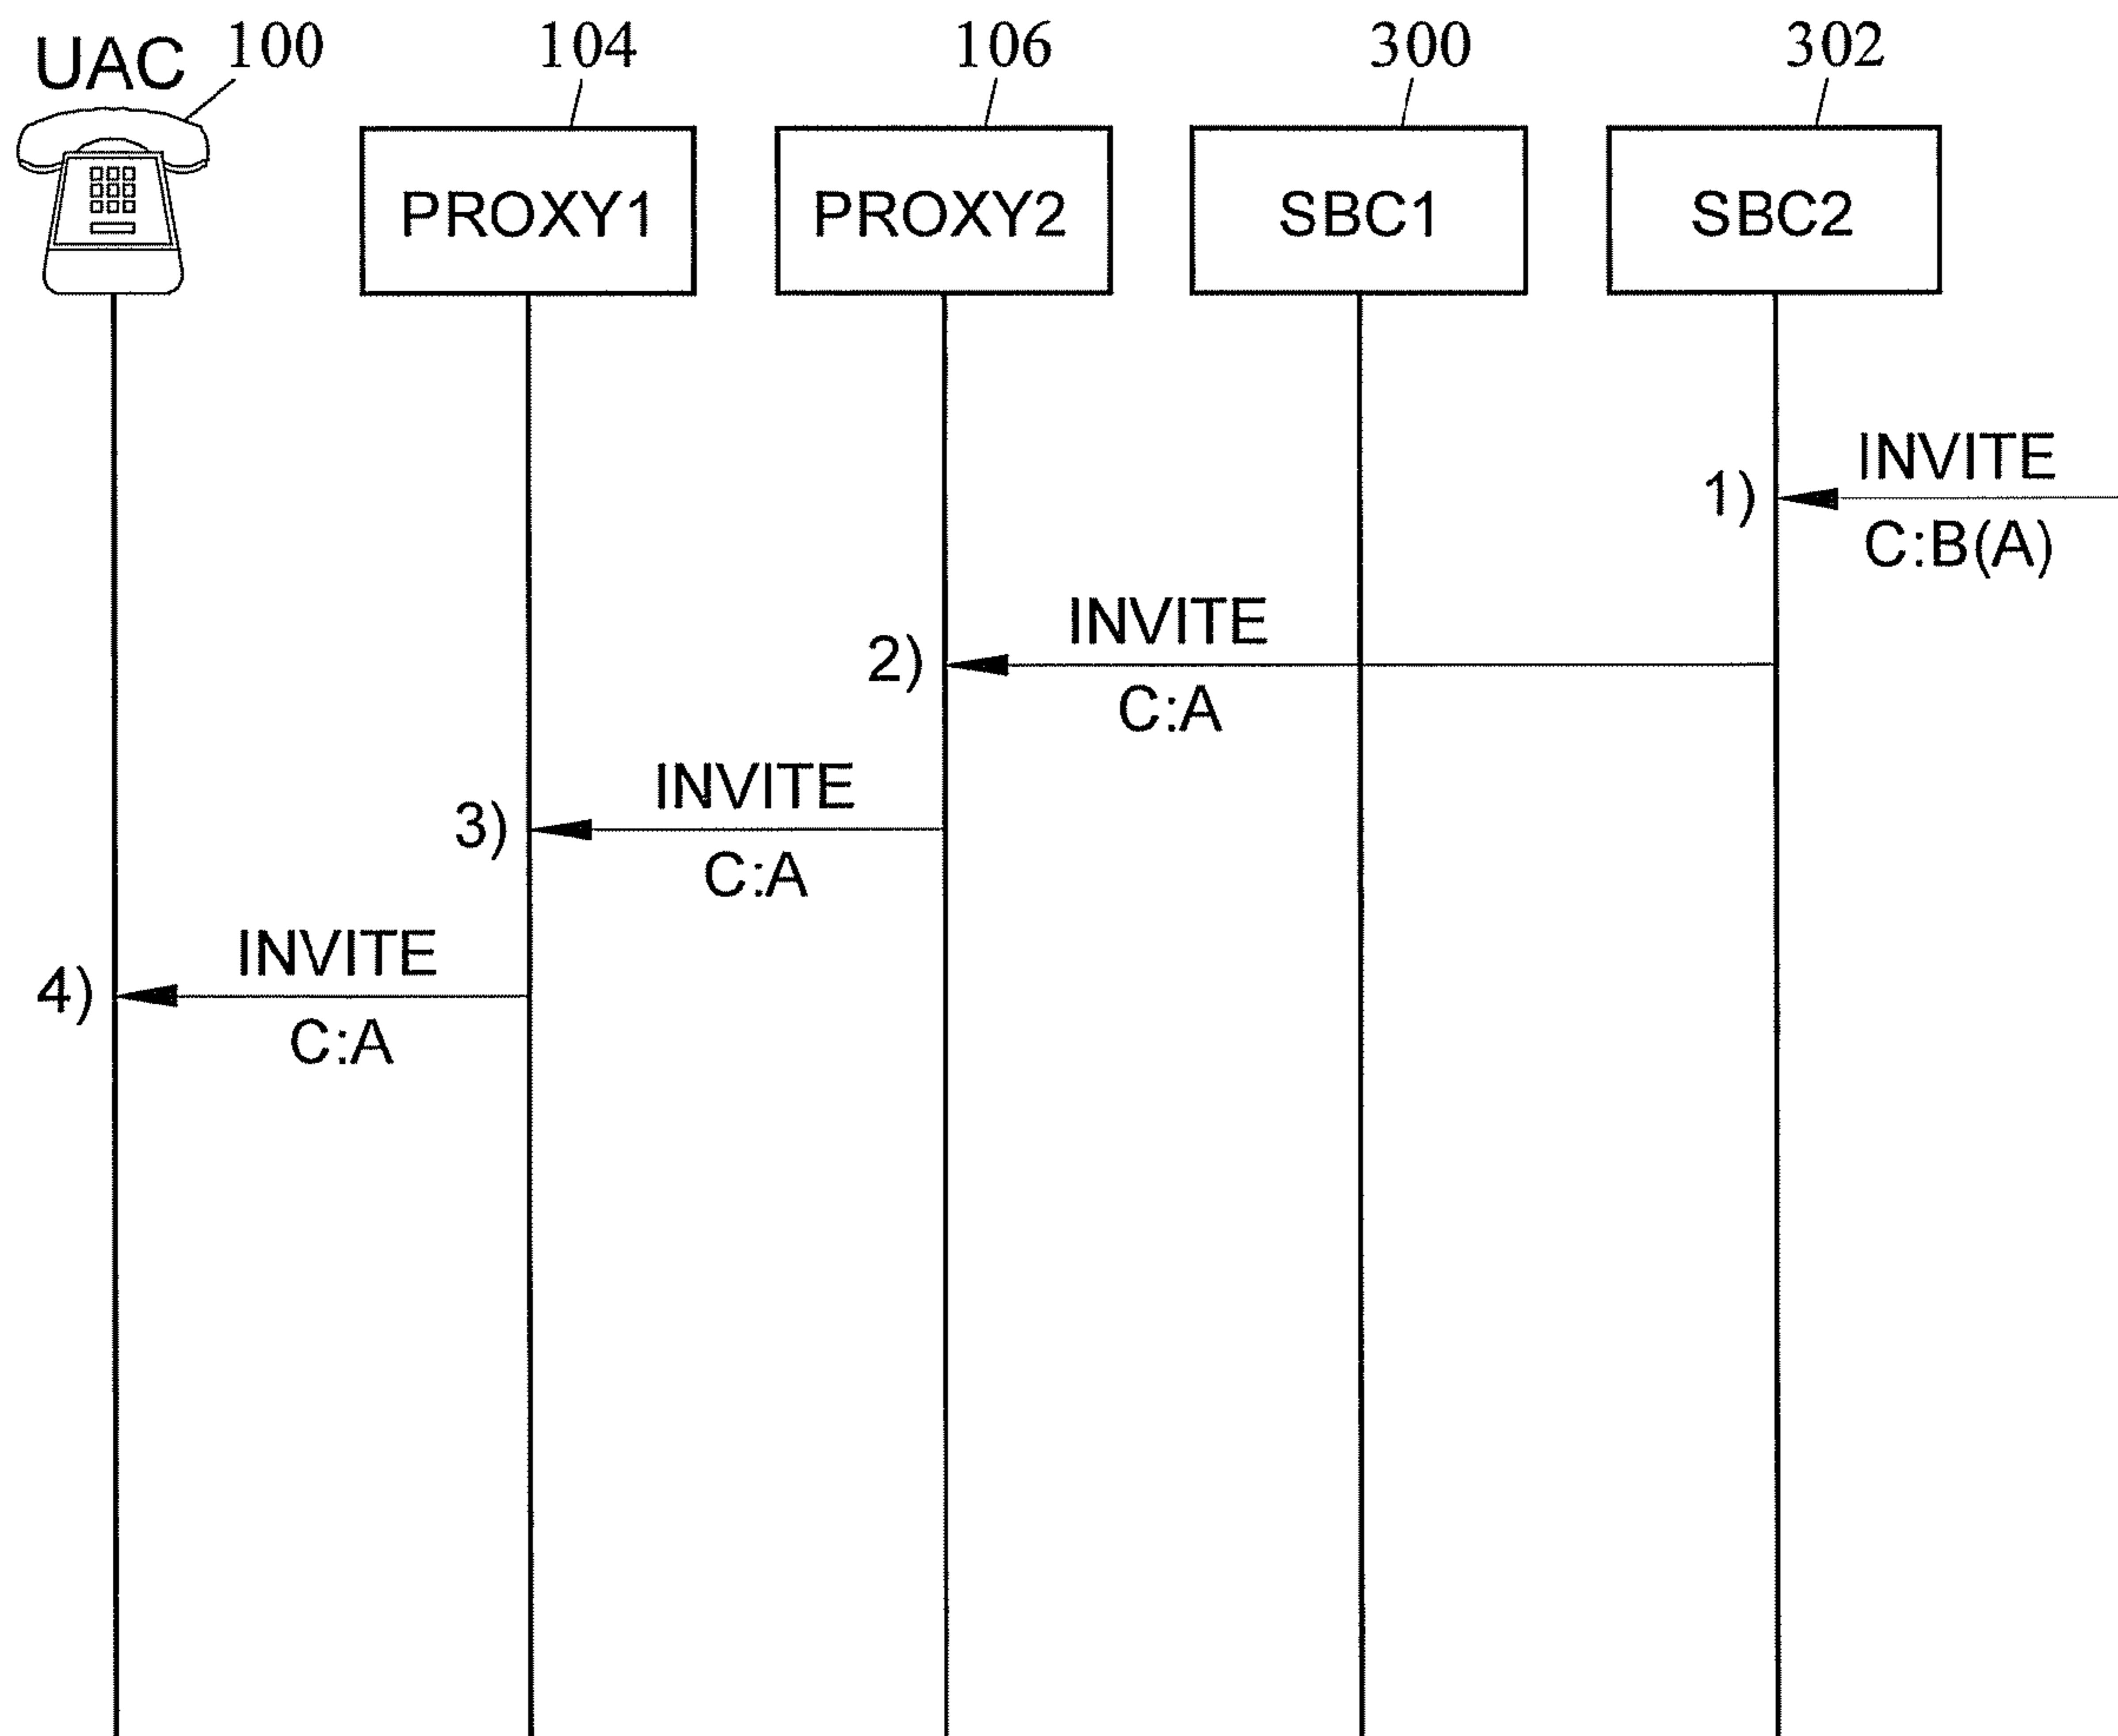 UAC 100 104 106 300 302
PROXY1 PROXY2 SBC1 SBC2
INVITE
1)
C:B(A)
INVITE
2)
C:A
INVITE
3)
C:A
INVITE
4)
C:A